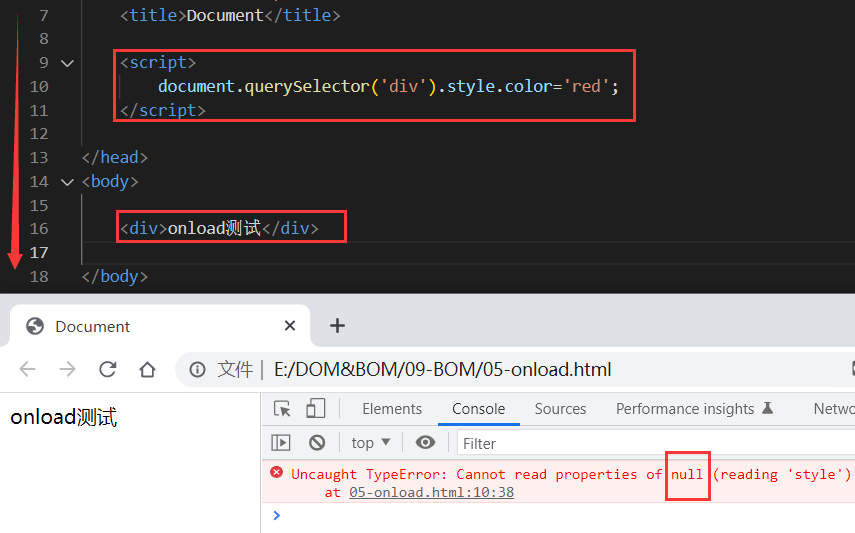 7 <title>Document</title>
8
9 <script>
10 document.querySelector('div').style.color='red';
11 </script>
12
13 </head>
14 <body>
15
16 <div>onload测试</div>
17
18 </body>
Document
文件 | E:/DOM&BOM/09-BOM/05-onload.html
onload测试
Elements Console Sources Performance insights Netwo
top Filter
Uncaught TypeError: Cannot read properties of null (reading 'style')
at 05-onload.html:10:38